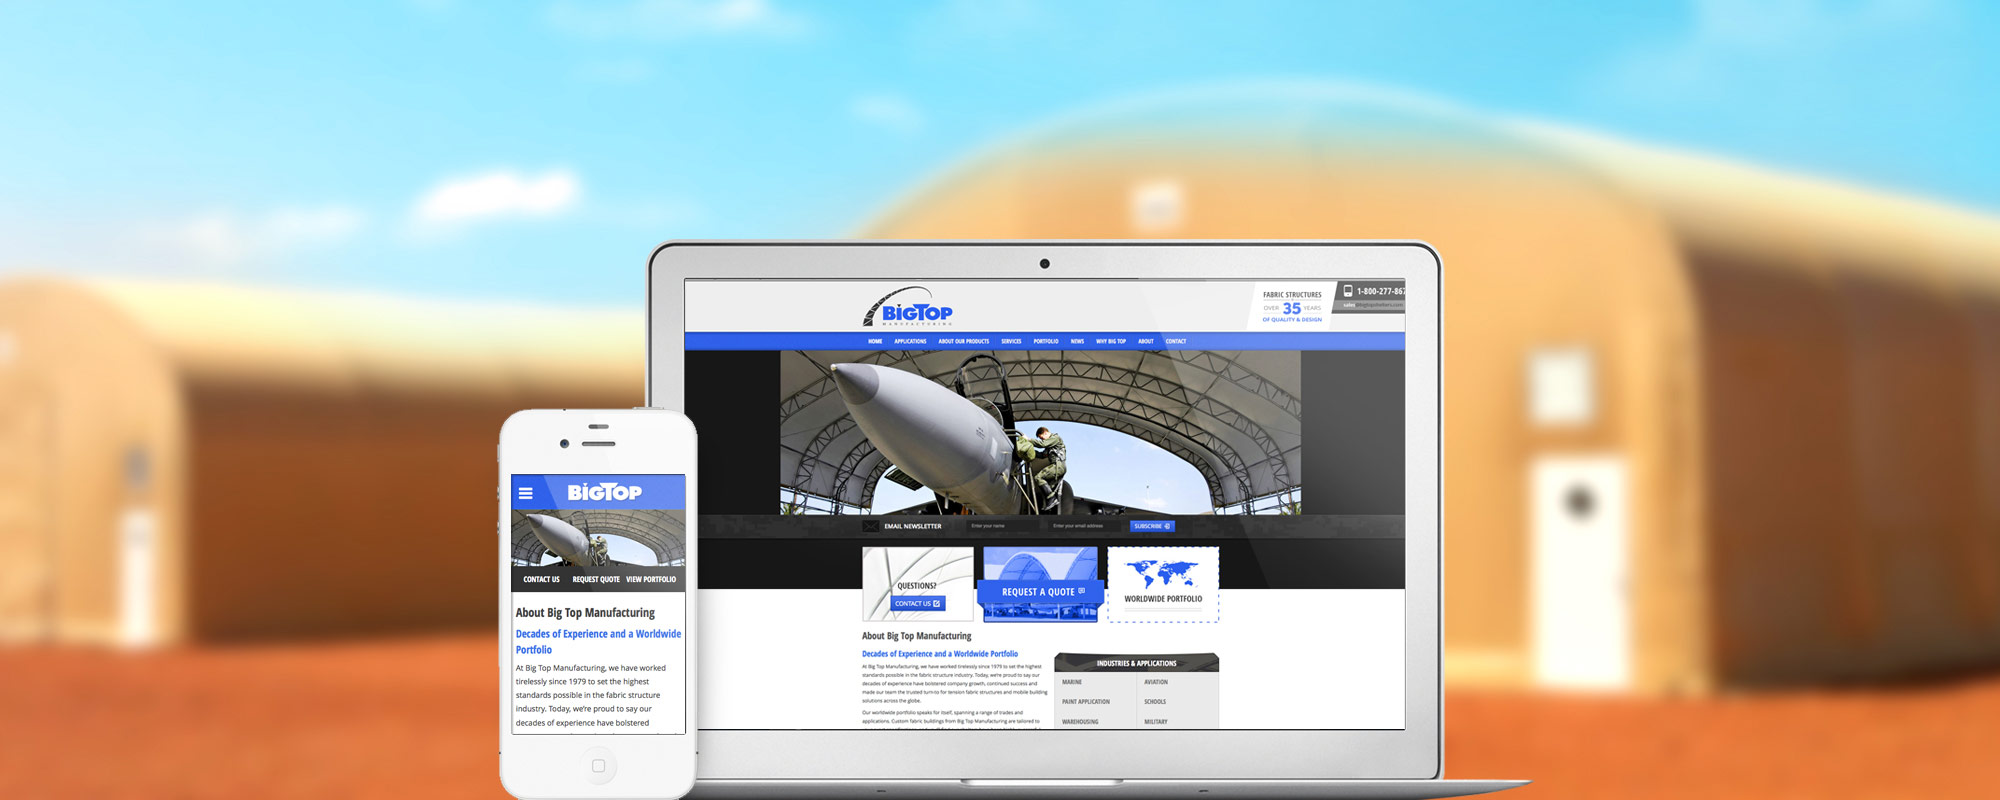 BIGTOP
CONTACT US REQUEST QUOTE VIEW PORTFOLIO
About Big Top Manufacturing
Decades of Experience and a Worldwide
Portfolio
At Big Top Manufacturing, we have worked
tirelessly since 1979 to set the highest
standards possible in the fabric structure
industry. Today, we're proud to say our
decades of experience have bolstered
BIGTOP
MANUFACTURING
FABRIC STRUCTURES
OVER 35 YEARS
OF QUALITY & DESIGN
1-800-277-867
HOME APPLICATIONS ABOUT OUR PRODUCTS SERVICES PORTFOLIO NEWS WHY BIG TOP ABOUT CONTACT
EMAIL NEWSLETTER Enter your name Enter your email address SUBSCRIBE
QUESTIONS?
CONTACT US
REQUEST A QUOTE
WORLDWIDE PORTFOLIO
About Big Top Manufacturing
Decades of Experience and a Worldwide Portfolio
At Big Top Manufacturing, we have worked tirelessly since 1979 to set the highest
standards possible in the fabric structure industry. Today, we're proud to say our
decades of experience have bolstered company growth, continued success and
made our team the trusted turn-to for tension fabric structures and mobile building
solutions across the globe.
Our worldwide portfolio speaks for itself, spanning a range of trades and
applications. Custom fabric buildings from Big Top Manufacturing are tailored to
INDUSTRIES & APPLICATIONS
MARINE AVIATION
PAINT APPLICATION SCHOOLS
WAREHOUSING MILITARY